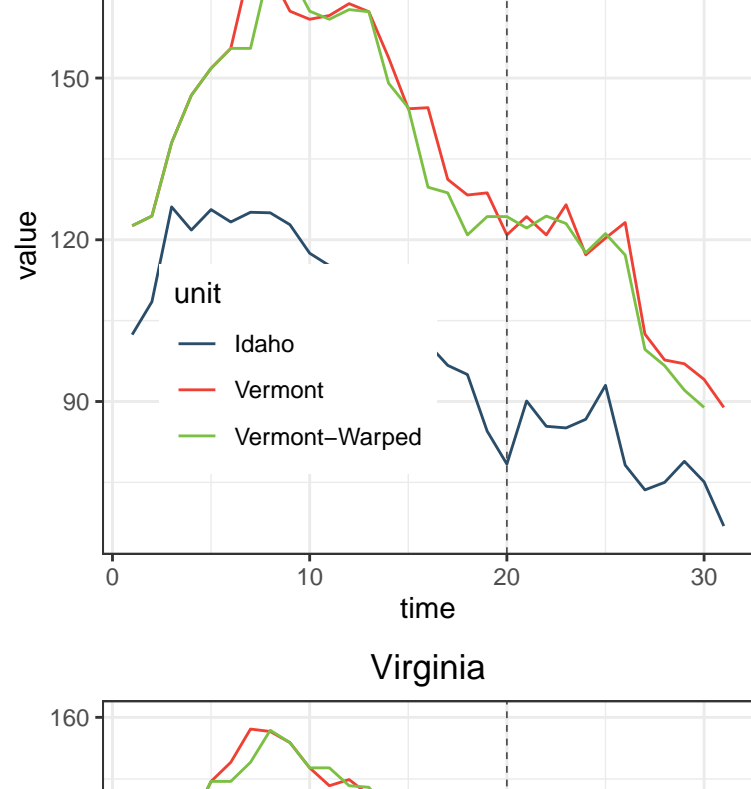 150
120
90
value
unit
Idaho
Vermont
Vermont−Warped
0 10 20 30
time
Virginia
160